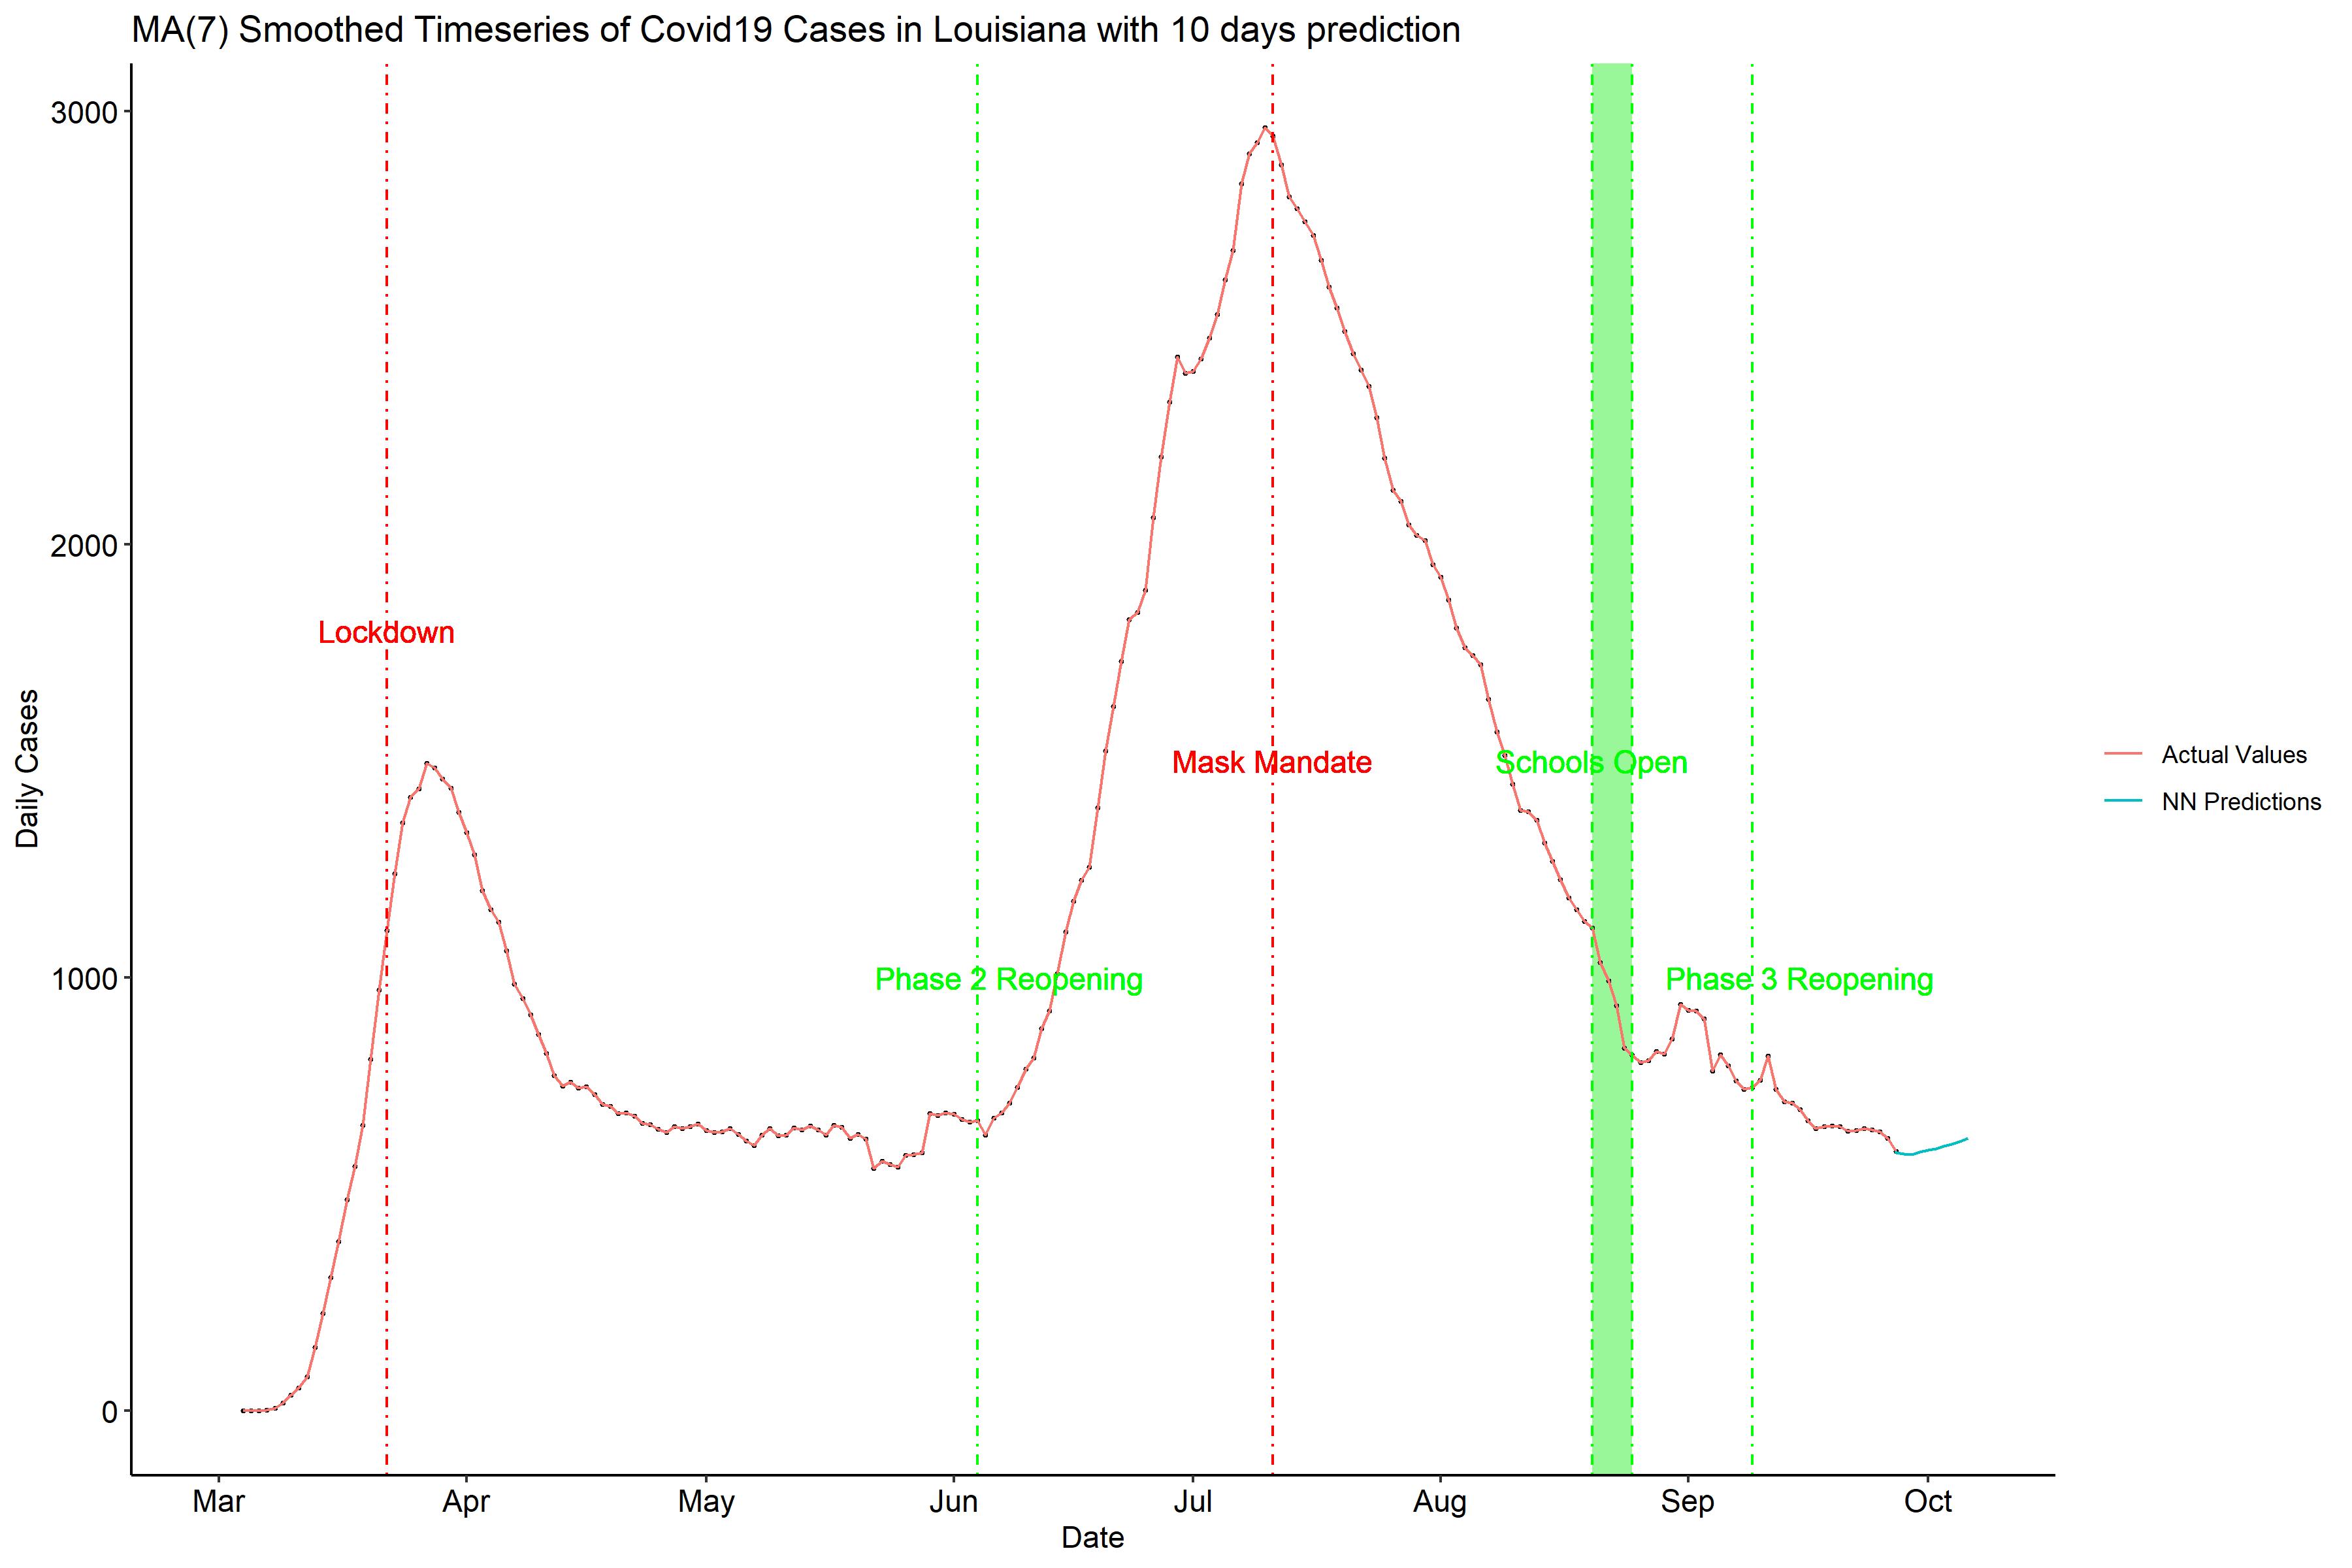 MA(7) Smoothed Timeseries of Covid19 Cases in Louisiana with 10 days prediction
3000
2000
1000
0
Daily Cases
Lockdown
Mask Mandate
Schools Open
Phase 2 Reopening
Phase 3 Reopening
Actual Values
NN Predictions
Mar
Apr
May
Jun
Jul
Aug
Sep
Oct
Date